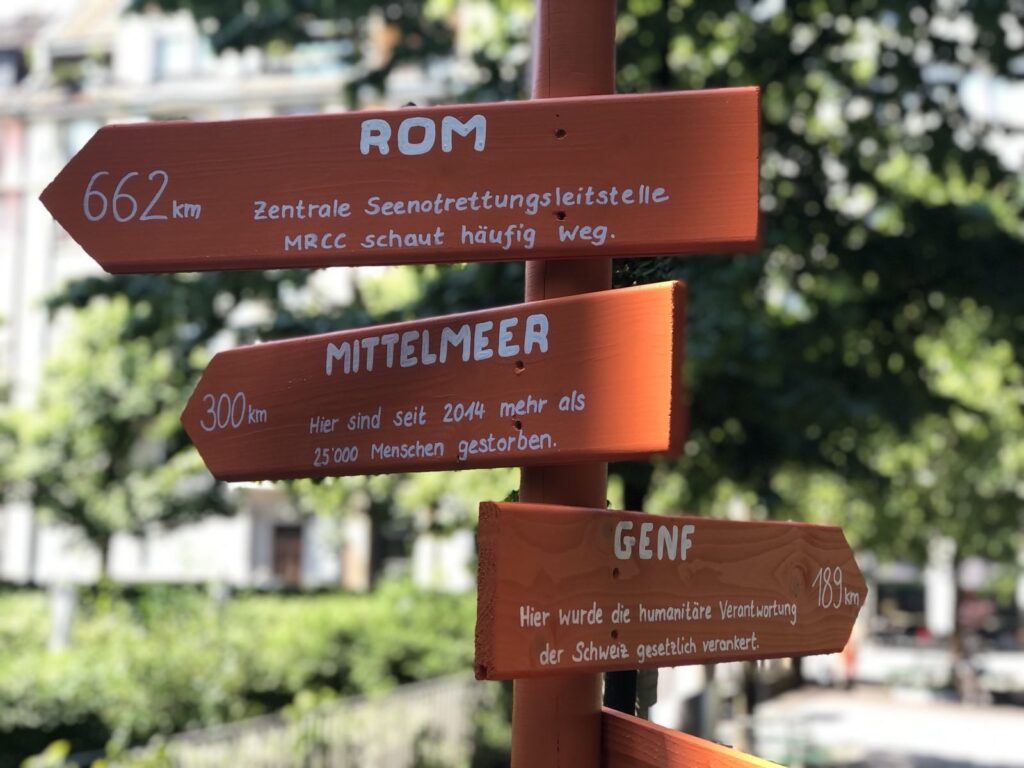 ROM
662 km
Zentrale Seenotrettungsleitstelle
MRCC schaut häufig weg.
MITTELMEER
300 km
Hier sind seit 2014 mehr als
25'000 Menschen gestorben.
GENF
189 km
Hier wurde die humanitäre Verantwortung
der Schweiz gesetzlich verankert.